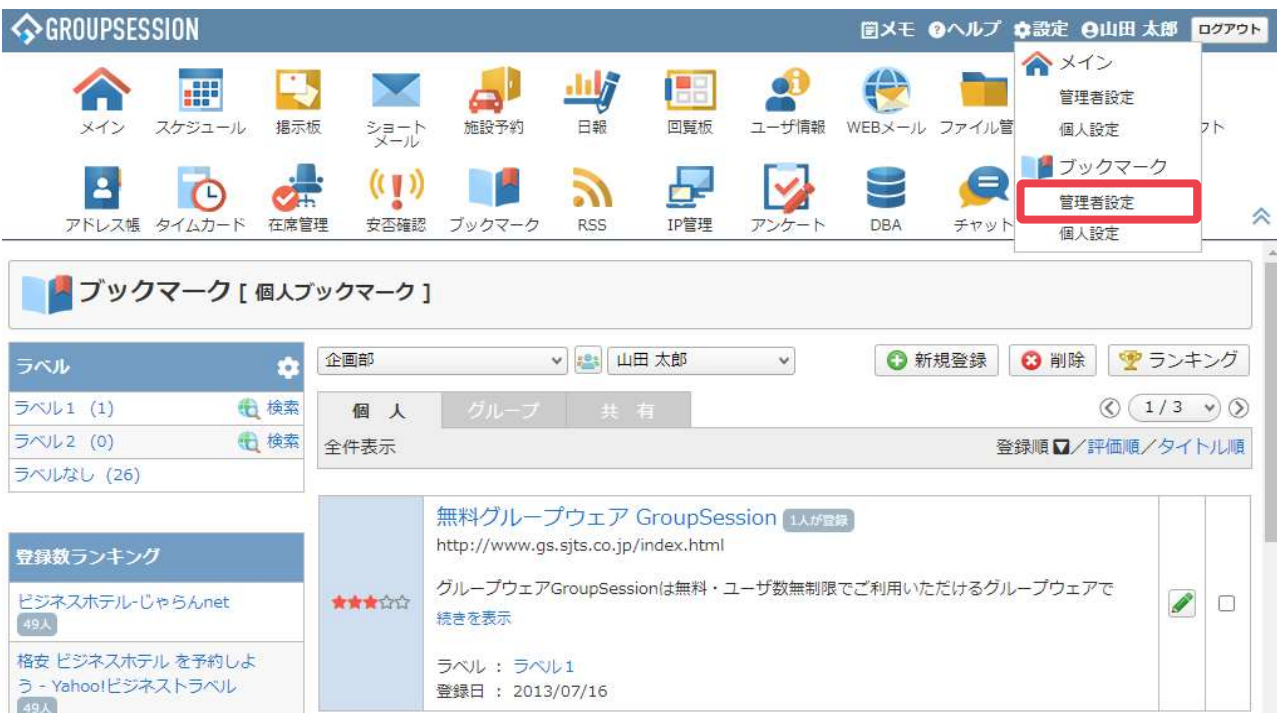 GROUPSESSION
メモ ヘルプ 設定 山田 太郎 ログアウト
メイン
管理者設定
個人設定
ブックマーク
管理者設定
個人設定
メイン スケジュール 掲示板 ショートメール 施設予約 日報 回覧板 ユーザ情報 WEBメール ファイル管 クト
アドレス帳 タイムカード 在席管理 安否確認 ブックマーク RSS IP管理 アンケート DBA チャット
ブックマーク [ 個人ブックマーク ]
ラベル
ラベル1 (1) 検索
ラベル2 (0) 検索
ラベルなし (26)
登録数ランキング
ビジネスホテル-じゃらんnet
49人
格安 ビジネスホテル を予約しよ
う - Yahoo!ビジネストラベル
49人
企画部 山田 太郎 新規登録 削除 ランキング
個 人 グループ 共 有 1 / 3
全件表示 登録順▼／評価順／タイトル順
無料グループウェア GroupSession 1人が登録
http://www.gs.sjts.co.jp/index.html
★★★☆☆
グループウェアGroupSessionは無料・ユーザ数無制限でご利用いただけるグループウェアで
続きを表示
ラベル ： ラベル1
登録日 ： 2013/07/16